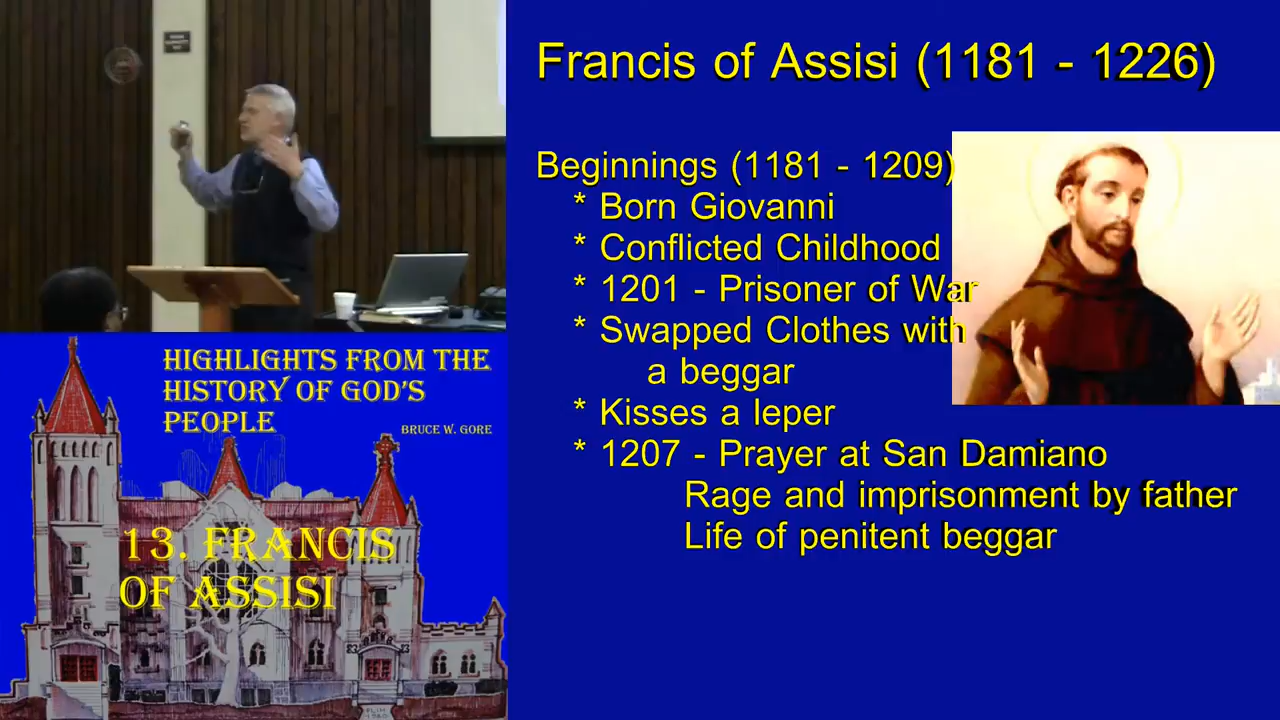 Francis of Assisi (1181 - 1226)
Beginnings (1181 - 1209)
* Born Giovanni
* Conflicted Childhood
* 1201 - Prisoner of War
* Swapped Clothes with
a beggar
* Kisses a leper
* 1207 - Prayer at San Damiano
Rage and imprisonment by father
Life of penitent beggar
HIGHLIGHTS FROM THE
HISTORY OF GOD'S
PEOPLE
BRUCE W. GORE
13. FRANCIS
OF ASSISI